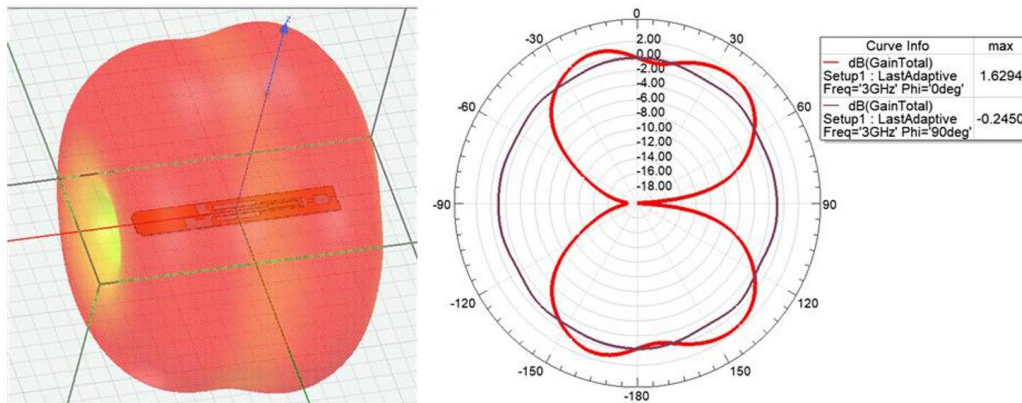 z
0
-30
30
2.00
0.00
-2.00
-4.00
-6.00
-8.00
-10.00
-12.00
-14.00
-16.00
-18.00
-60
60
-90
90
-120
120
-150
150
-180
Curve Info max
dB(GainTotal)
Setup1 : LastAdaptive 1.6294
Freq='3GHz' Phi='0deg'
dB(GainTotal)
Setup1 : LastAdaptive -0.2450
Freq='3GHz' Phi='90deg'